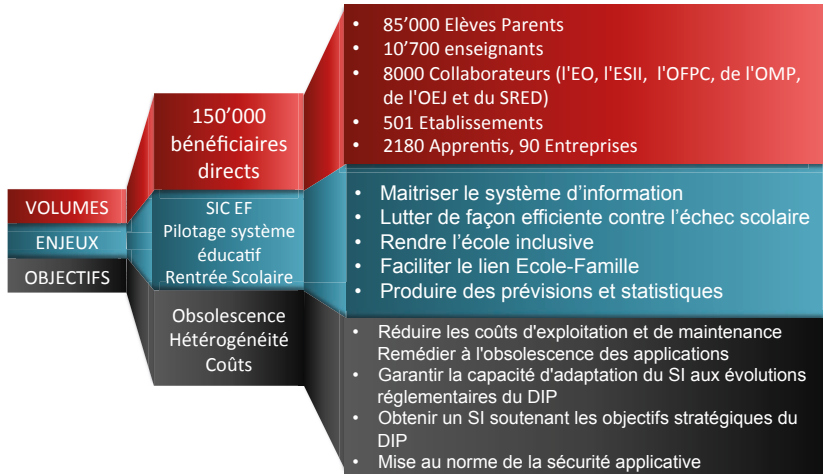 VOLUMES
ENJEUX
OBJECTIFS
150’000
bénéficiaires
directs
SIC EF
Pilotage système
éducatif
Rentrée Scolaire
Obsolescence
Hétérogénéité
Coûts
• 85’000 Elèves Parents
• 10’700 enseignants
• 8000 Collaborateurs (l'EO, l'ESII, l'OFPC, de l'OMP,
de l'OEJ et du SRED)
• 501 Etablissements
• 2180 Apprentis, 90 Entreprises
• Maitriser le système d’information
• Lutter de façon efficiente contre l’échec scolaire
• Rendre l’école inclusive
• Faciliter le lien Ecole-Famille
• Produire des prévisions et statistiques
• Réduire les coûts d'exploitation et de maintenance
Remédier à l'obsolescence des applications
• Garantir la capacité d'adaptation du SI aux évolutions
réglementaires du DIP
• Obtenir un SI soutenant les objectifs stratégiques du
DIP
• Mise au norme de la sécurité applicative